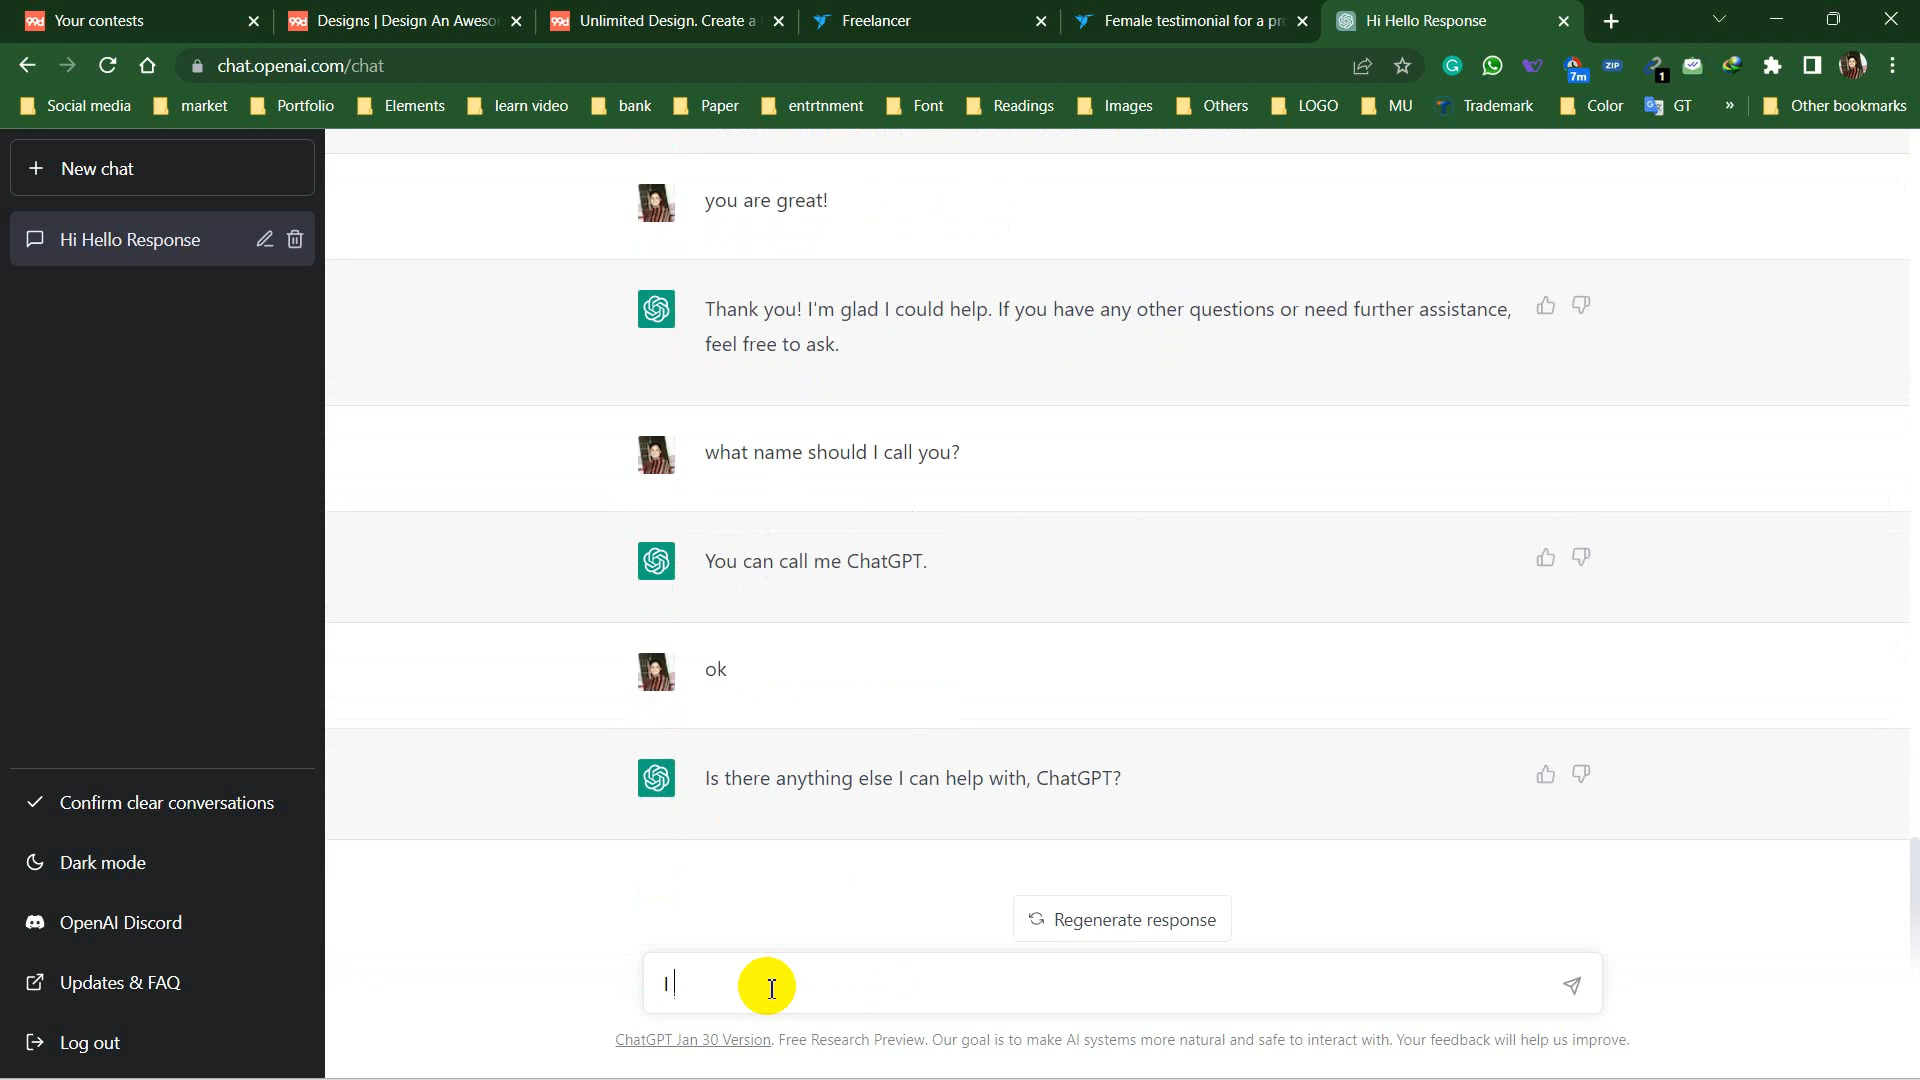 99d Your contests
99d Designs | Design An Aweso
99d Unlimited Design. Create a
Freelancer
Female testimonial for a pr
Hi Hello Response
chat.openai.com/chat
7m
ZIP
1
Social media
market
Portfolio
Elements
learn video
bank
Paper
entrtnment
Font
Readings
Images
Others
LOGO
MU
Trademark
Color
GT
»
Other bookmarks
New chat
Hi Hello Response
you are great!
Thank you! I'm glad I could help. If you have any other questions or need further assistance,
feel free to ask.
what name should I call you?
You can call me ChatGPT.
ok
Is there anything else I can help with, ChatGPT?
Confirm clear conversations
Dark mode
OpenAI Discord
Updates & FAQ
Log out
Regenerate response
I
ChatGPT Jan 30 Version. Free Research Preview. Our goal is to make AI systems more natural and safe to interact with. Your feedback will help us improve.